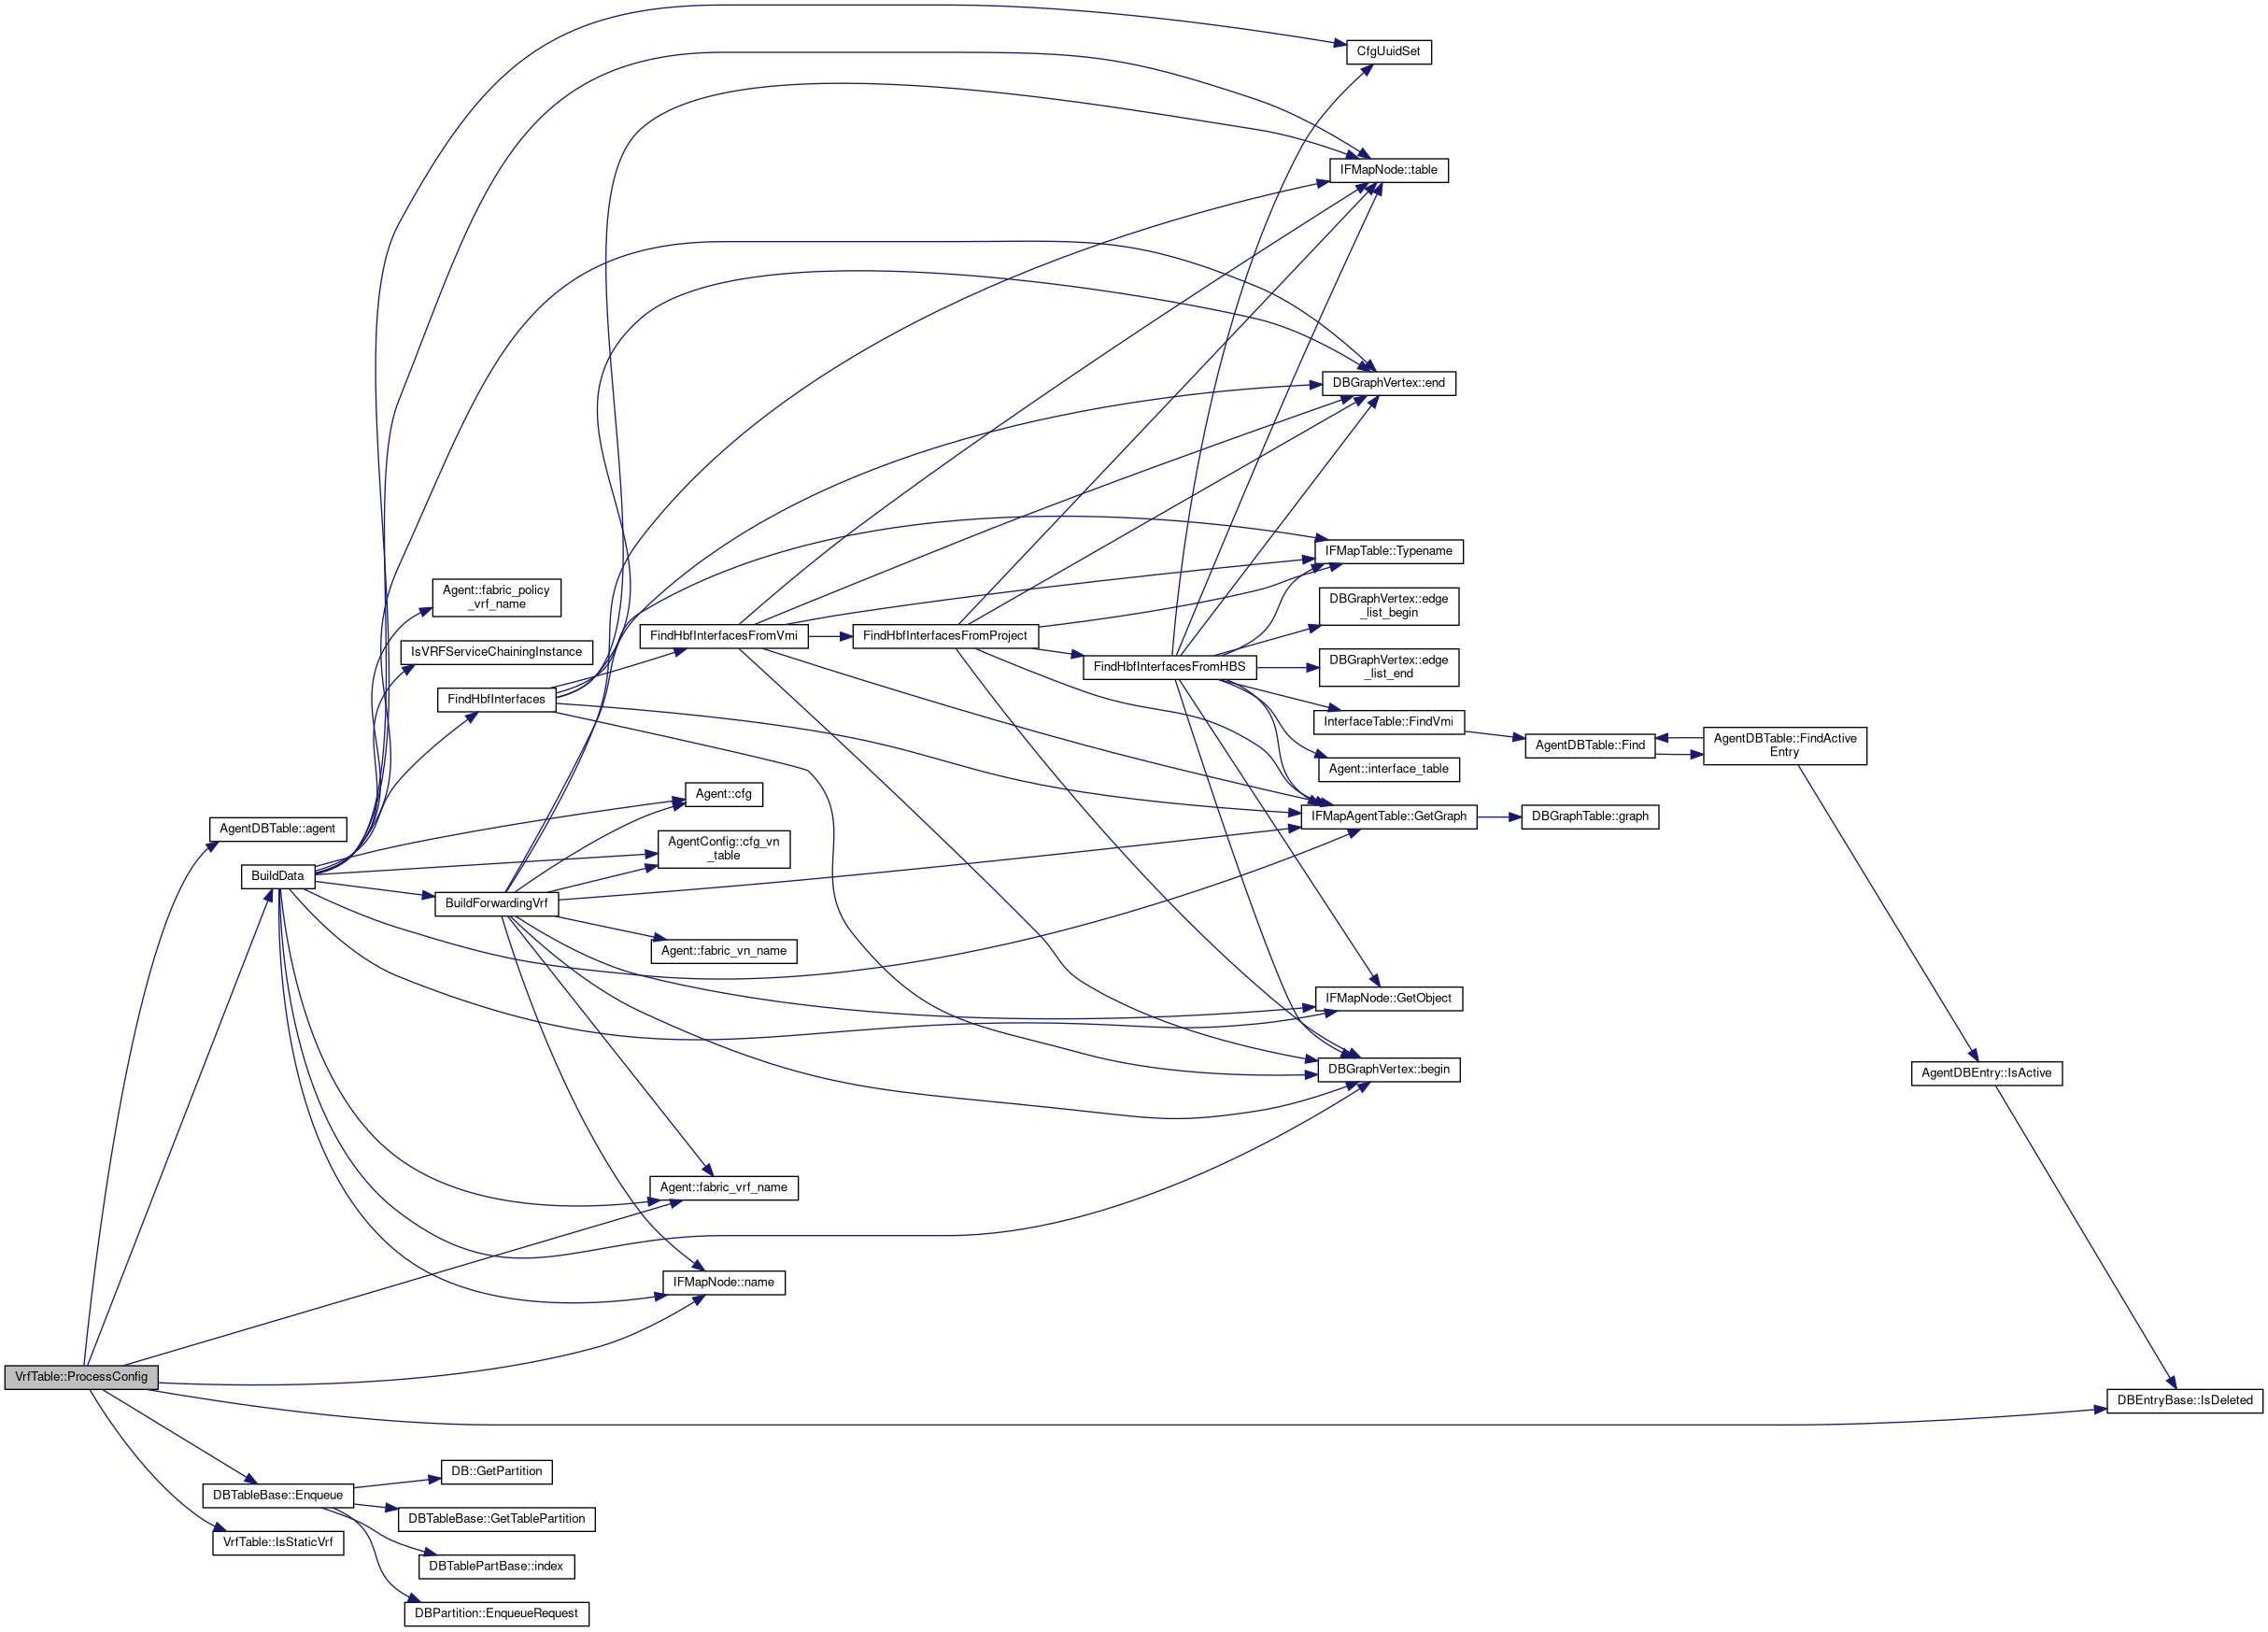 CfgUuidSet
IFMapNode::table
DBGraphVertex::end
IFMapTable::Typename
Agent::fabric_policy
_vrf_name
DBGraphVertex::edge
_list_begin
IsVRFServiceChainingInstance
FindHbfInterfacesFromVmi
FindHbfInterfacesFromProject
FindHbfInterfacesFromHBS
DBGraphVertex::edge
_list_end
FindHbfInterfaces
InterfaceTable::FindVmi
AgentDBTable::Find
AgentDBTable::FindActive
Entry
Agent::interface_table
Agent::cfg
IFMapAgentTable::GetGraph
DBGraphTable::graph
AgentDBTable::agent
AgentConfig::cfg_vn
_table
BuildData
BuildForwardingVrf
Agent::fabric_vn_name
IFMapNode::GetObject
DBGraphVertex::begin
AgentDBEntry::IsActive
Agent::fabric_vrf_name
IFMapNode::name
VrfTable::ProcessConfig
DBEntryBase::IsDeleted
DB::GetPartition
DBTableBase::Enqueue
DBTableBase::GetTablePartition
VrfTable::IsStaticVrf
DBTablePartBase::index
DBPartition::EnqueueRequest